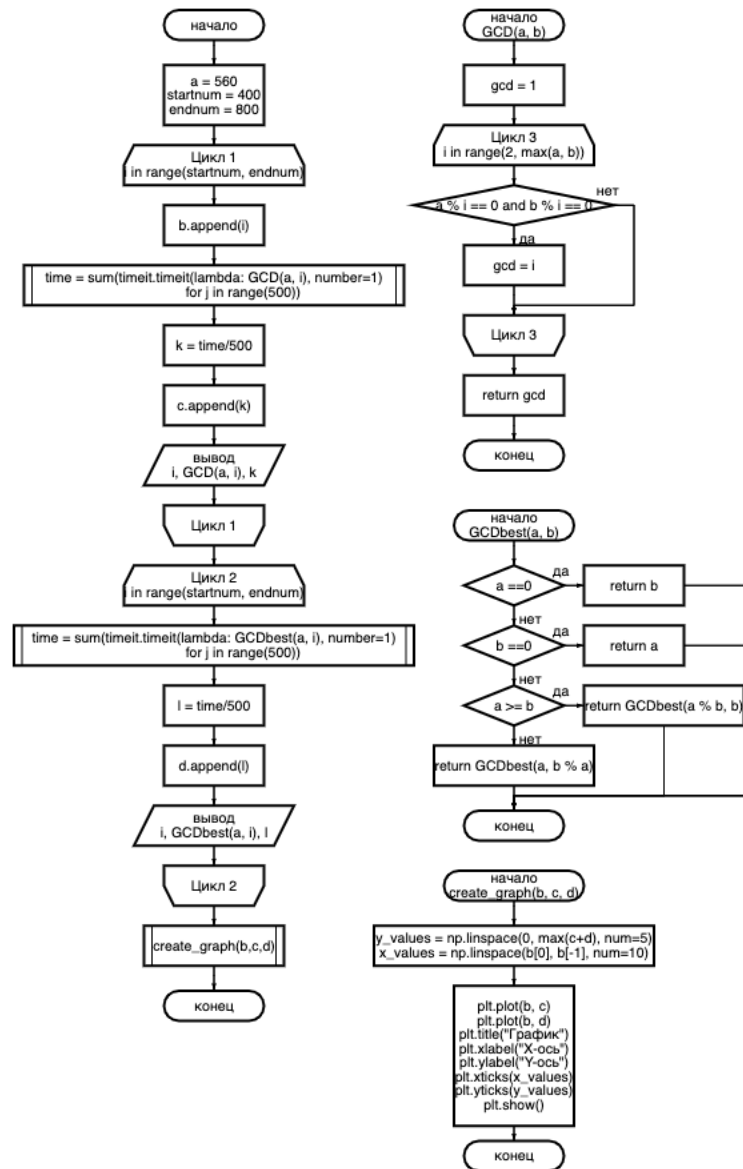 начало
a = 560
startnum = 400
endnum = 800
Цикл 1
i in range(startnum, endnum)
b.append(i)
time = sum(timeit.timeit(lambda: GCD(a, i), number=1)
for j in range(500))
k = time/500
c.append(k)
вывод
i, GCD(a, i), k
Цикл 1
Цикл 2
i in range(startnum, endnum)
time = sum(timeit.timeit(lambda: GCDbest(a, i), number=1)
for j in range(500))
l = time/500
d.append(l)
вывод
i, GCDbest(a, i), l
Цикл 2
create_graph(b,c,d)
конец
начало
GCD(a, b)
gcd = 1
Цикл 3
i in range(2, max(a, b))
нет
a % i == 0 and b % i == 0
да
gcd = i
Цикл 3
return gcd
конец
начало
GCDbest(a, b)
да
a ==0
return b
нет
да
b ==0
return a
нет
да
a >= b
return GCDbest(a % b, b)
нет
return GCDbest(a, b % a)
конец
начало
create_graph(b, c, d)
y_values = np.linspace(0, max(c+d), num=5)
x_values = np.linspace(b[0], b[-1], num=10)
plt.plot(b, c)
plt.plot(b, d)
plt.title("График")
plt.xlabel("X-ось")
plt.ylabel("Y-ось")
plt.xticks(x_values)
plt.yticks(y_values)
plt.show()
конец